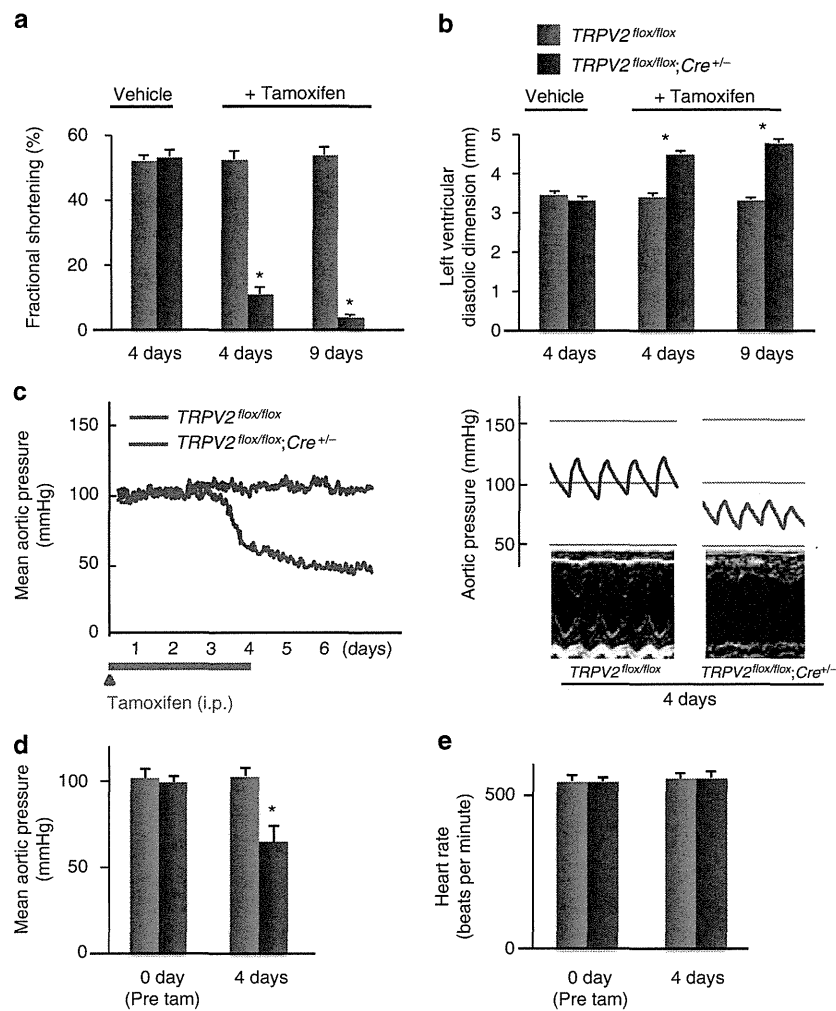 a
Vehicle
+ Tamoxifen
Fractional shortening (%)
60
40
20
0
4 days
4 days
9 days
*
*
b
TRPV2flox/flox
TRPV2flox/flox;Cre+/–
Vehicle
+ Tamoxifen
Left ventricular
diastolic dimension (mm)
5
4
3
2
1
0
4 days
4 days
9 days
*
*
c
TRPV2flox/flox
TRPV2flox/flox;Cre+/–
Mean aortic pressure
(mmHg)
150
100
50
0
1 2 3 4 5 6 (days)
Tamoxifen (i.p.)
Aortic pressure (mmHg)
150
100
50
TRPV2flox/flox
TRPV2flox/flox;Cre+/–
4 days
d
Mean aortic pressure
(mmHg)
100
50
0
*
0 day
(Pre tam)
4 days
e
Heart rate
(beats per minute)
500
0
0 day
(Pre tam)
4 days